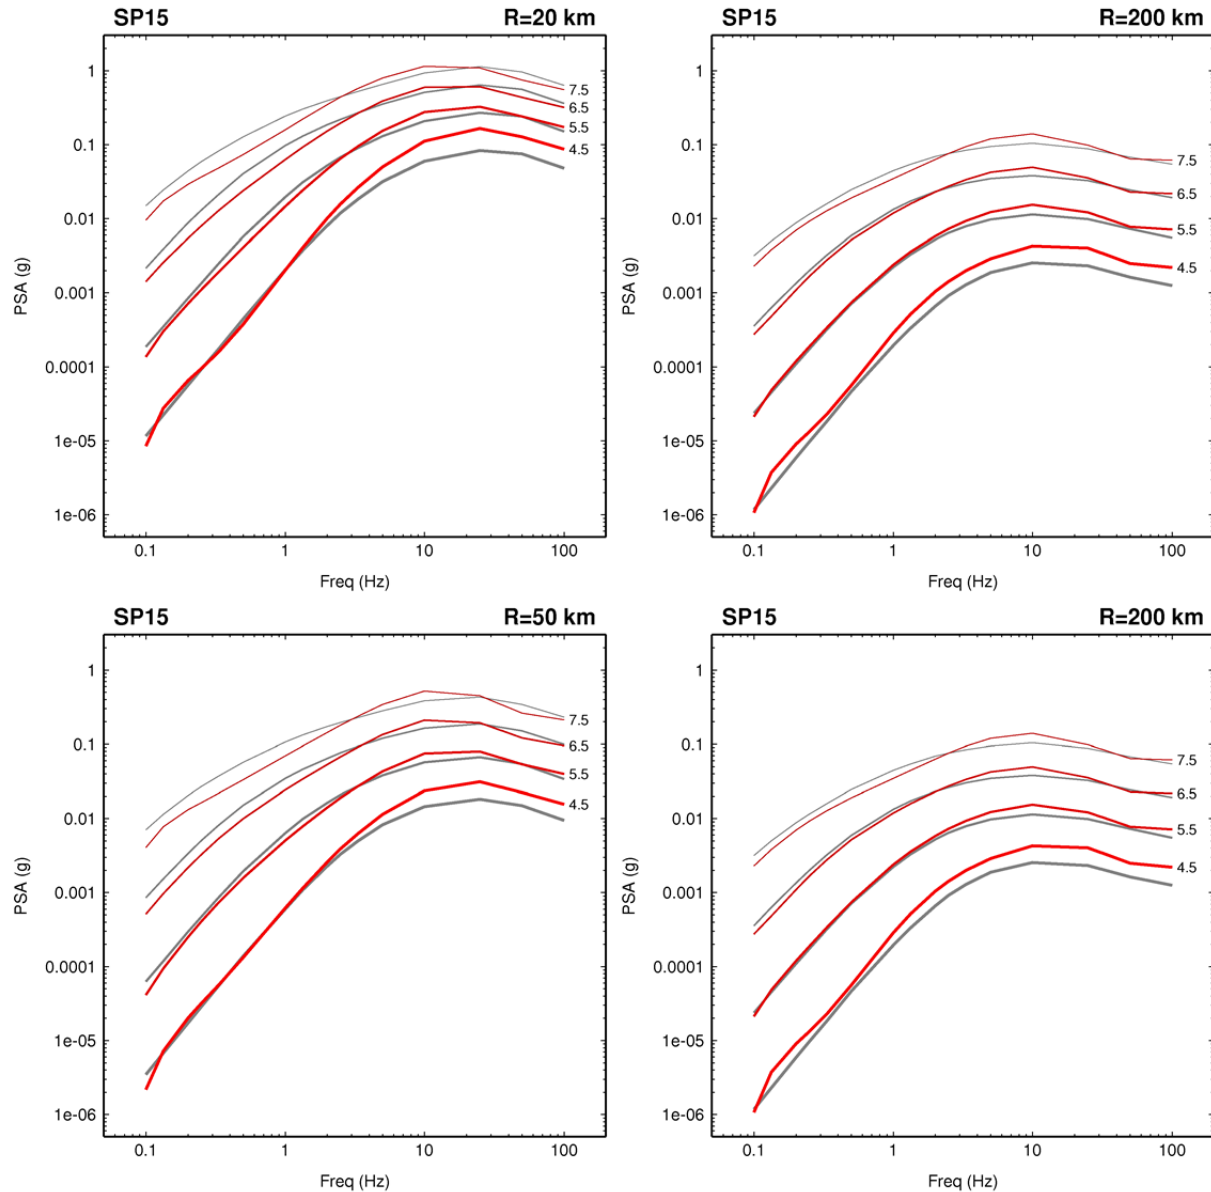 SP15 R=20 km
1
0.1
0.01
0.001
0.0001
1e-05
1e-06
PSA (g)
7.5
6.5
5.5
4.5
0.1 1 10 100
Freq (Hz)
SP15 R=200 km
1
0.1
0.01
0.001
0.0001
1e-05
1e-06
PSA (g)
7.5
6.5
5.5
4.5
0.1 1 10 100
Freq (Hz)
SP15 R=50 km
1
0.1
0.01
0.001
0.0001
1e-05
1e-06
PSA (g)
7.5
6.5
5.5
4.5
0.1 1 10 100
Freq (Hz)
SP15 R=200 km
1
0.1
0.01
0.001
0.0001
1e-05
1e-06
PSA (g)
7.5
6.5
5.5
4.5
0.1 1 10 100
Freq (Hz)